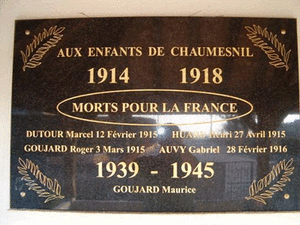 AUX ENFANTS DE CHAUMESNIL
1914 1918
MORTS POUR LA FRANCE
DUTOUR Marcel 12 Février 1915 HUARD Henri 27 Avril 1915
GOUJARD Roger 3 Mars 1915 AUVY Gabriel 28 Février 1916
1939 - 1945
GOUJARD Maurice